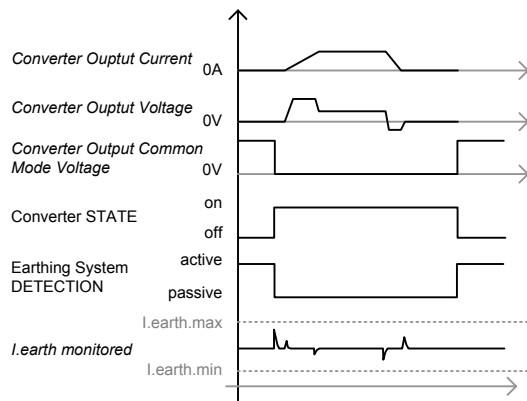 Converter Ouptut Current
0A
Converter Ouptut Voltage
0V
Converter Output Common
Mode Voltage
0V
Converter STATE
on
off
Earthing System
DETECTION
active
passive
I.earth.max
I.earth monitored
I.earth.min